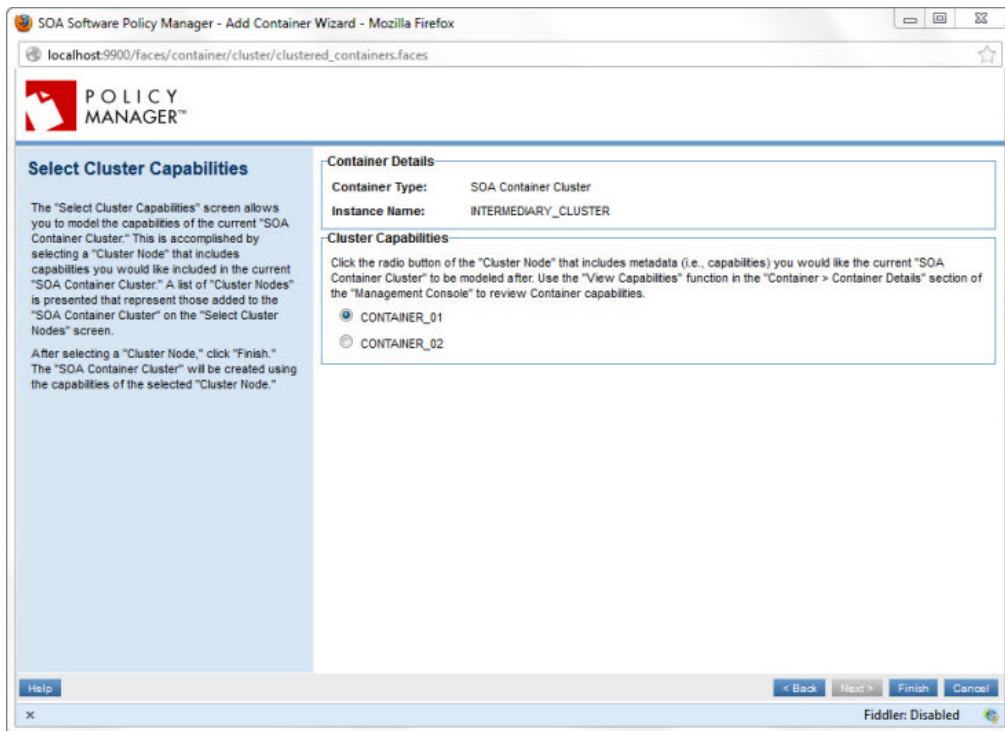 SOA Software Policy Manager - Add Container Wizard - Mozilla Firefox
localhost:9900/faces/container/cluster/clustered_containers.faces
POLICY
MANAGER™
Select Cluster Capabilities
The "Select Cluster Capabilities" screen allows
you to model the capabilities of the current "SOA
Container Cluster." This is accomplished by
selecting a "Cluster Node" that includes
capabilities you would like included in the current
"SOA Container Cluster." A list of "Cluster Nodes"
is presented that represent those added to the
"SOA Container Cluster" on the "Select Cluster
Nodes" screen.
After selecting a "Cluster Node," click "Finish."
The "SOA Container Cluster" will be created using
the capabilities of the selected "Cluster Node."
Container Details
Container Type: SOA Container Cluster
Instance Name: INTERMEDIARY_CLUSTER
Cluster Capabilities
Click the radio button of the "Cluster Node" that includes metadata (i.e., capabilities) you would like the current "SOA
Container Cluster" to be modeled after. Use the "View Capabilities" function in the "Container > Container Details" section of
the "Management Console" to review Container capabilities.
CONTAINER_01
CONTAINER_02
Help
< Back Next > Finish Cancel
Fiddler: Disabled